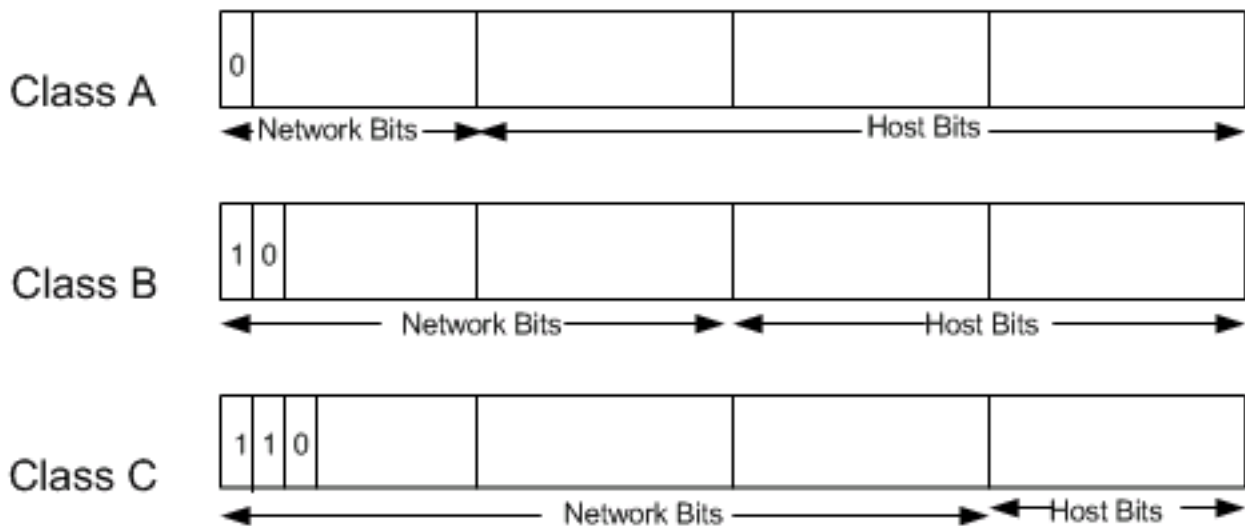 0
Class A
Network Bits Host Bits
1 0
Class B
Network Bits Host Bits
1 1 0
Class C
Network Bits Host Bits